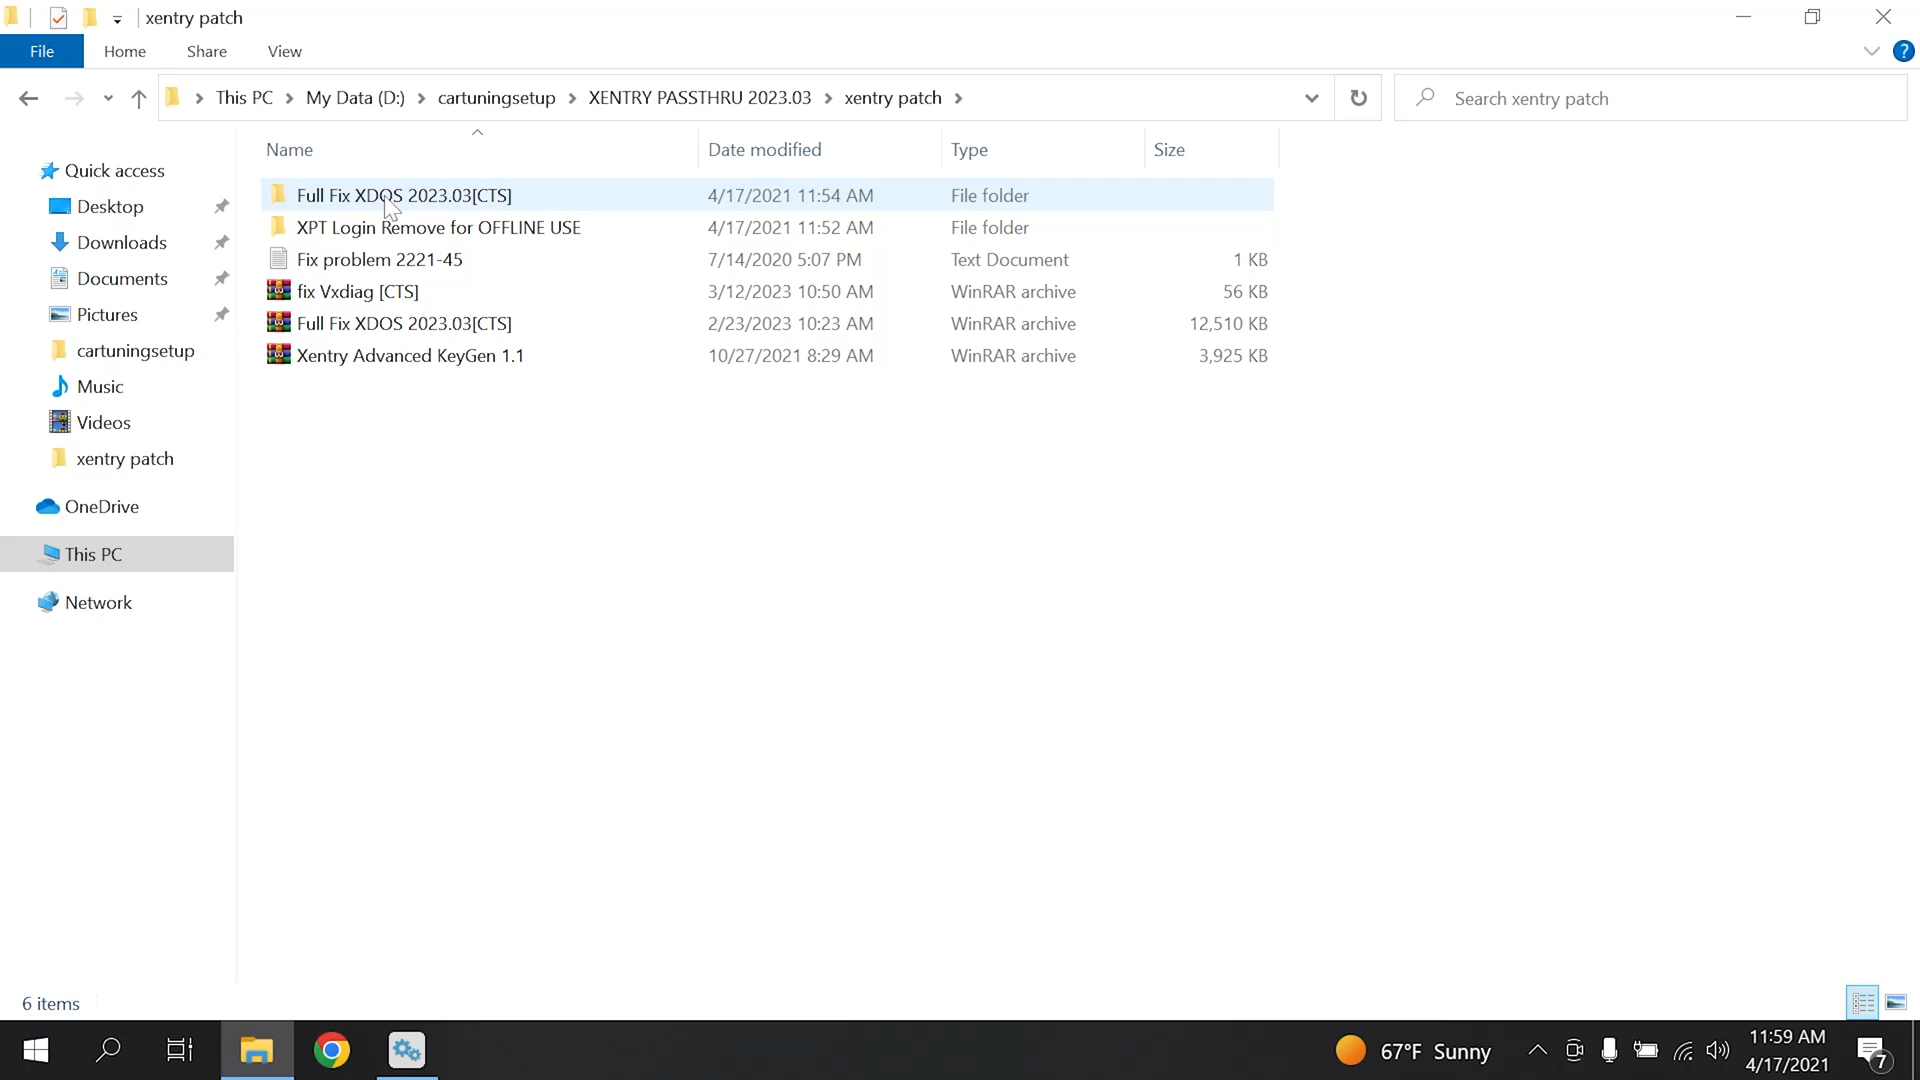 xentry patch
File Home Share View
This PC My Data (D:) cartuningsetup XENTRY PASSTHRU 2023.03 xentry patch
Search xentry patch
Name Date modified Type Size
Quick access
Desktop
Downloads
Documents
Pictures
cartuningsetup
Music
Videos
xentry patch
OneDrive
This PC
Network
Full Fix XDOS 2023.03[CTS] 4/17/2021 11:54 AM File folder
XPT Login Remove for OFFLINE USE 4/17/2021 11:52 AM File folder
Fix problem 2221-45 7/14/2020 5:07 PM Text Document 1 KB
fix Vxdiag [CTS] 3/12/2023 10:50 AM WinRAR archive 56 KB
Full Fix XDOS 2023.03[CTS] 2/23/2023 10:23 AM WinRAR archive 12,510 KB
Xentry Advanced KeyGen 1.1 10/27/2021 8:29 AM WinRAR archive 3,925 KB
6 items
67°F Sunny
11:59 AM
4/17/2021
7